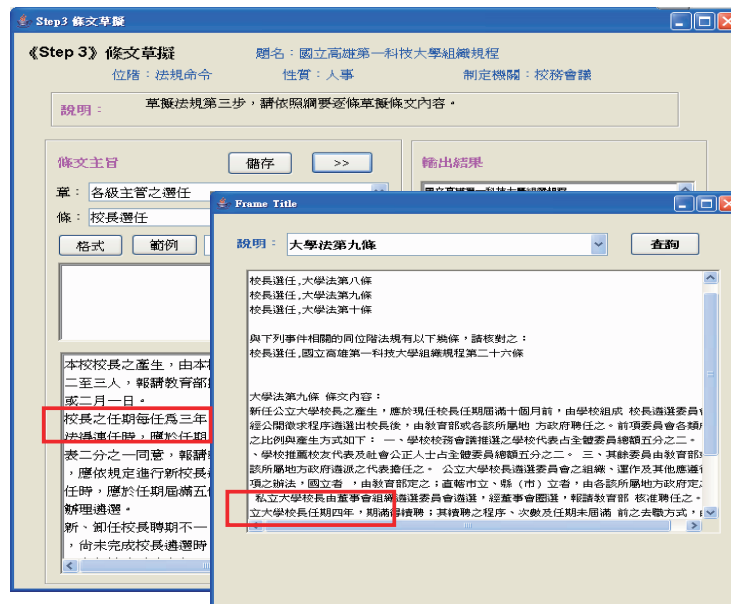 Step3 條文草擬
《Step 3》條文草擬
題名：國立高雄第一科技大學組織規程
位階：法規命令
性質：人事
制定機關：校務會議
說明：
草擬法規第三步，請依照綱要逐條草擬條文內容。
條文主旨
儲存
>>
輸出結果
章：
各級主管之選任
條：
校長選任
格式
範例
本校校長之產生，由本
二至三人，報請教育部
或二月一日。
校長之任期每任為三年
法得連任時，應於任期
表二分之一同意，報請
，應依規定進行新校長
任時，應於任期屆滿五
辦理遴選。
新、卸任校長聘期不一
，尚未完成校長遴選時
Frame Title
說明：
大學法第九條
查詢
校長選任,大學法第八條
校長選任,大學法第九條
校長選任,大學法第十條
與下列事件相關的同位階法規有以下幾條，請核對之：
校長選任,國立高雄第一科技大學組織規程第二十六條
大學法第九條 條文內容：
新任公立大學校長之產生，應於現任校長任期屆滿十個月前，由學校組成 校長遴選委員
經公開徵求程序遴選出校長後，由教育部或各該所屬地 方政府聘任之。前項委員會各類
之比例與產生方式如下： 一、學校校務會議推選之學校代表占全體委員總額五分之二。
、學校推薦校友代表及社會公正人士占全體委員總額五分之二。 三、其餘委員由教育部
該所屬地方政府遴派之代表擔任之。 公立大學校長遴選委員會之組織、運作及其他應遵
項之辦法，國立者 ，由教育部定之；直轄市立、縣 (市) 立者，由各該所屬地方政府定
私立大學校長由董事會組織遴選委員會遴選，經董事會圈選，報請教育部 核准聘任之。
立大學校長任期四年，期滿得續聘；其續聘之程序、次數及任期未屆滿 前之去職方式，